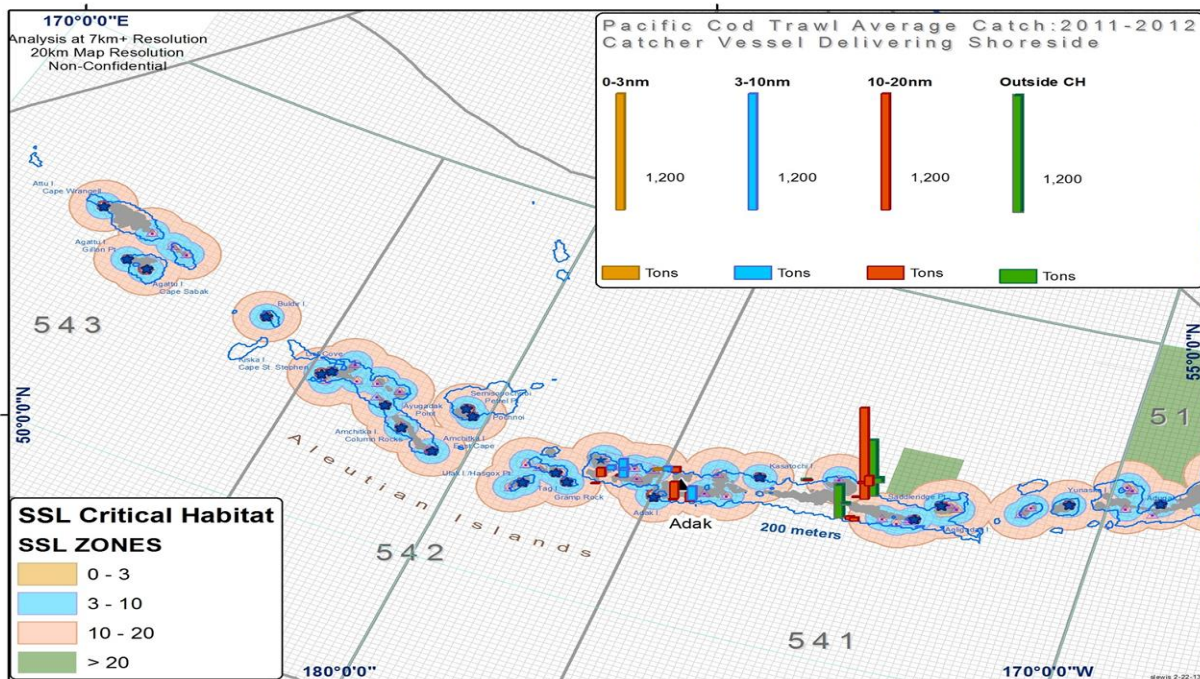 170°0'0"E
Analysis at 7km+ Resolution
20km Map Resolution
Non-Confidential
Pacific Cod Trawl Average Catch:2011-2012
Catcher Vessel Delivering Shoreside
0-3nm 3-10nm 10-20nm Outside CH
1,200 1,200 1,200 1,200
Tons Tons Tons Tons
Attu I.
Cape Wrangell
Agattu I.
Gillon Pt
Agattu I
Cape Sabak
Buldir I.
543
Kiska I.
Cape St. Stephen
Cove
Semisopochnoi
Petrel P
Pochnoi
Ayugadak
Point
Amchitka I.
Column Rocks
Amchitka I.
East Cape
50°0'0"N
55°0'0"N
51
Aleutian Islands
Ulak I./Hasgox Pt
Tag I
Gramp Rock
Adak I
Adak
Kasatochi I
200 meters
Saddleridge Pt
Agligadak I
Yunaska
542
541
SSL Critical Habitat
SSL ZONES
0 - 3
3 - 10
10 - 20
> 20
180°0'0"
170°0'0"W